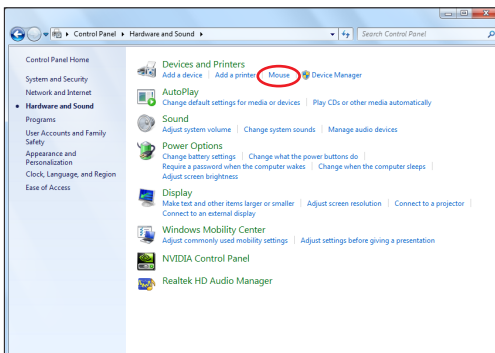 Control Panel ▸ Hardware and Sound ▸
Search Control Panel
Control Panel Home
System and Security
Network and Internet
Hardware and Sound
Programs
User Accounts and Family
Safety
Appearance and
Personalization
Clock, Language, and Region
Ease of Access
Devices and Printers
Add a device | Add a printer | Mouse | Device Manager
AutoPlay
Change default settings for media or devices | Play CDs or other media automatically
Sound
Adjust system volume | Change system sounds | Manage audio devices
Power Options
Change battery settings | Change what the power buttons do |
Require a password when the computer wakes | Change when the computer sleeps |
Adjust screen brightness
Display
Make text and other items larger or smaller | Adjust screen resolution | Connect to a projector |
Connect to an external display
Windows Mobility Center
Adjust commonly used mobility settings | Adjust settings before giving a presentation
NVIDIA Control Panel
Realtek HD Audio Manager